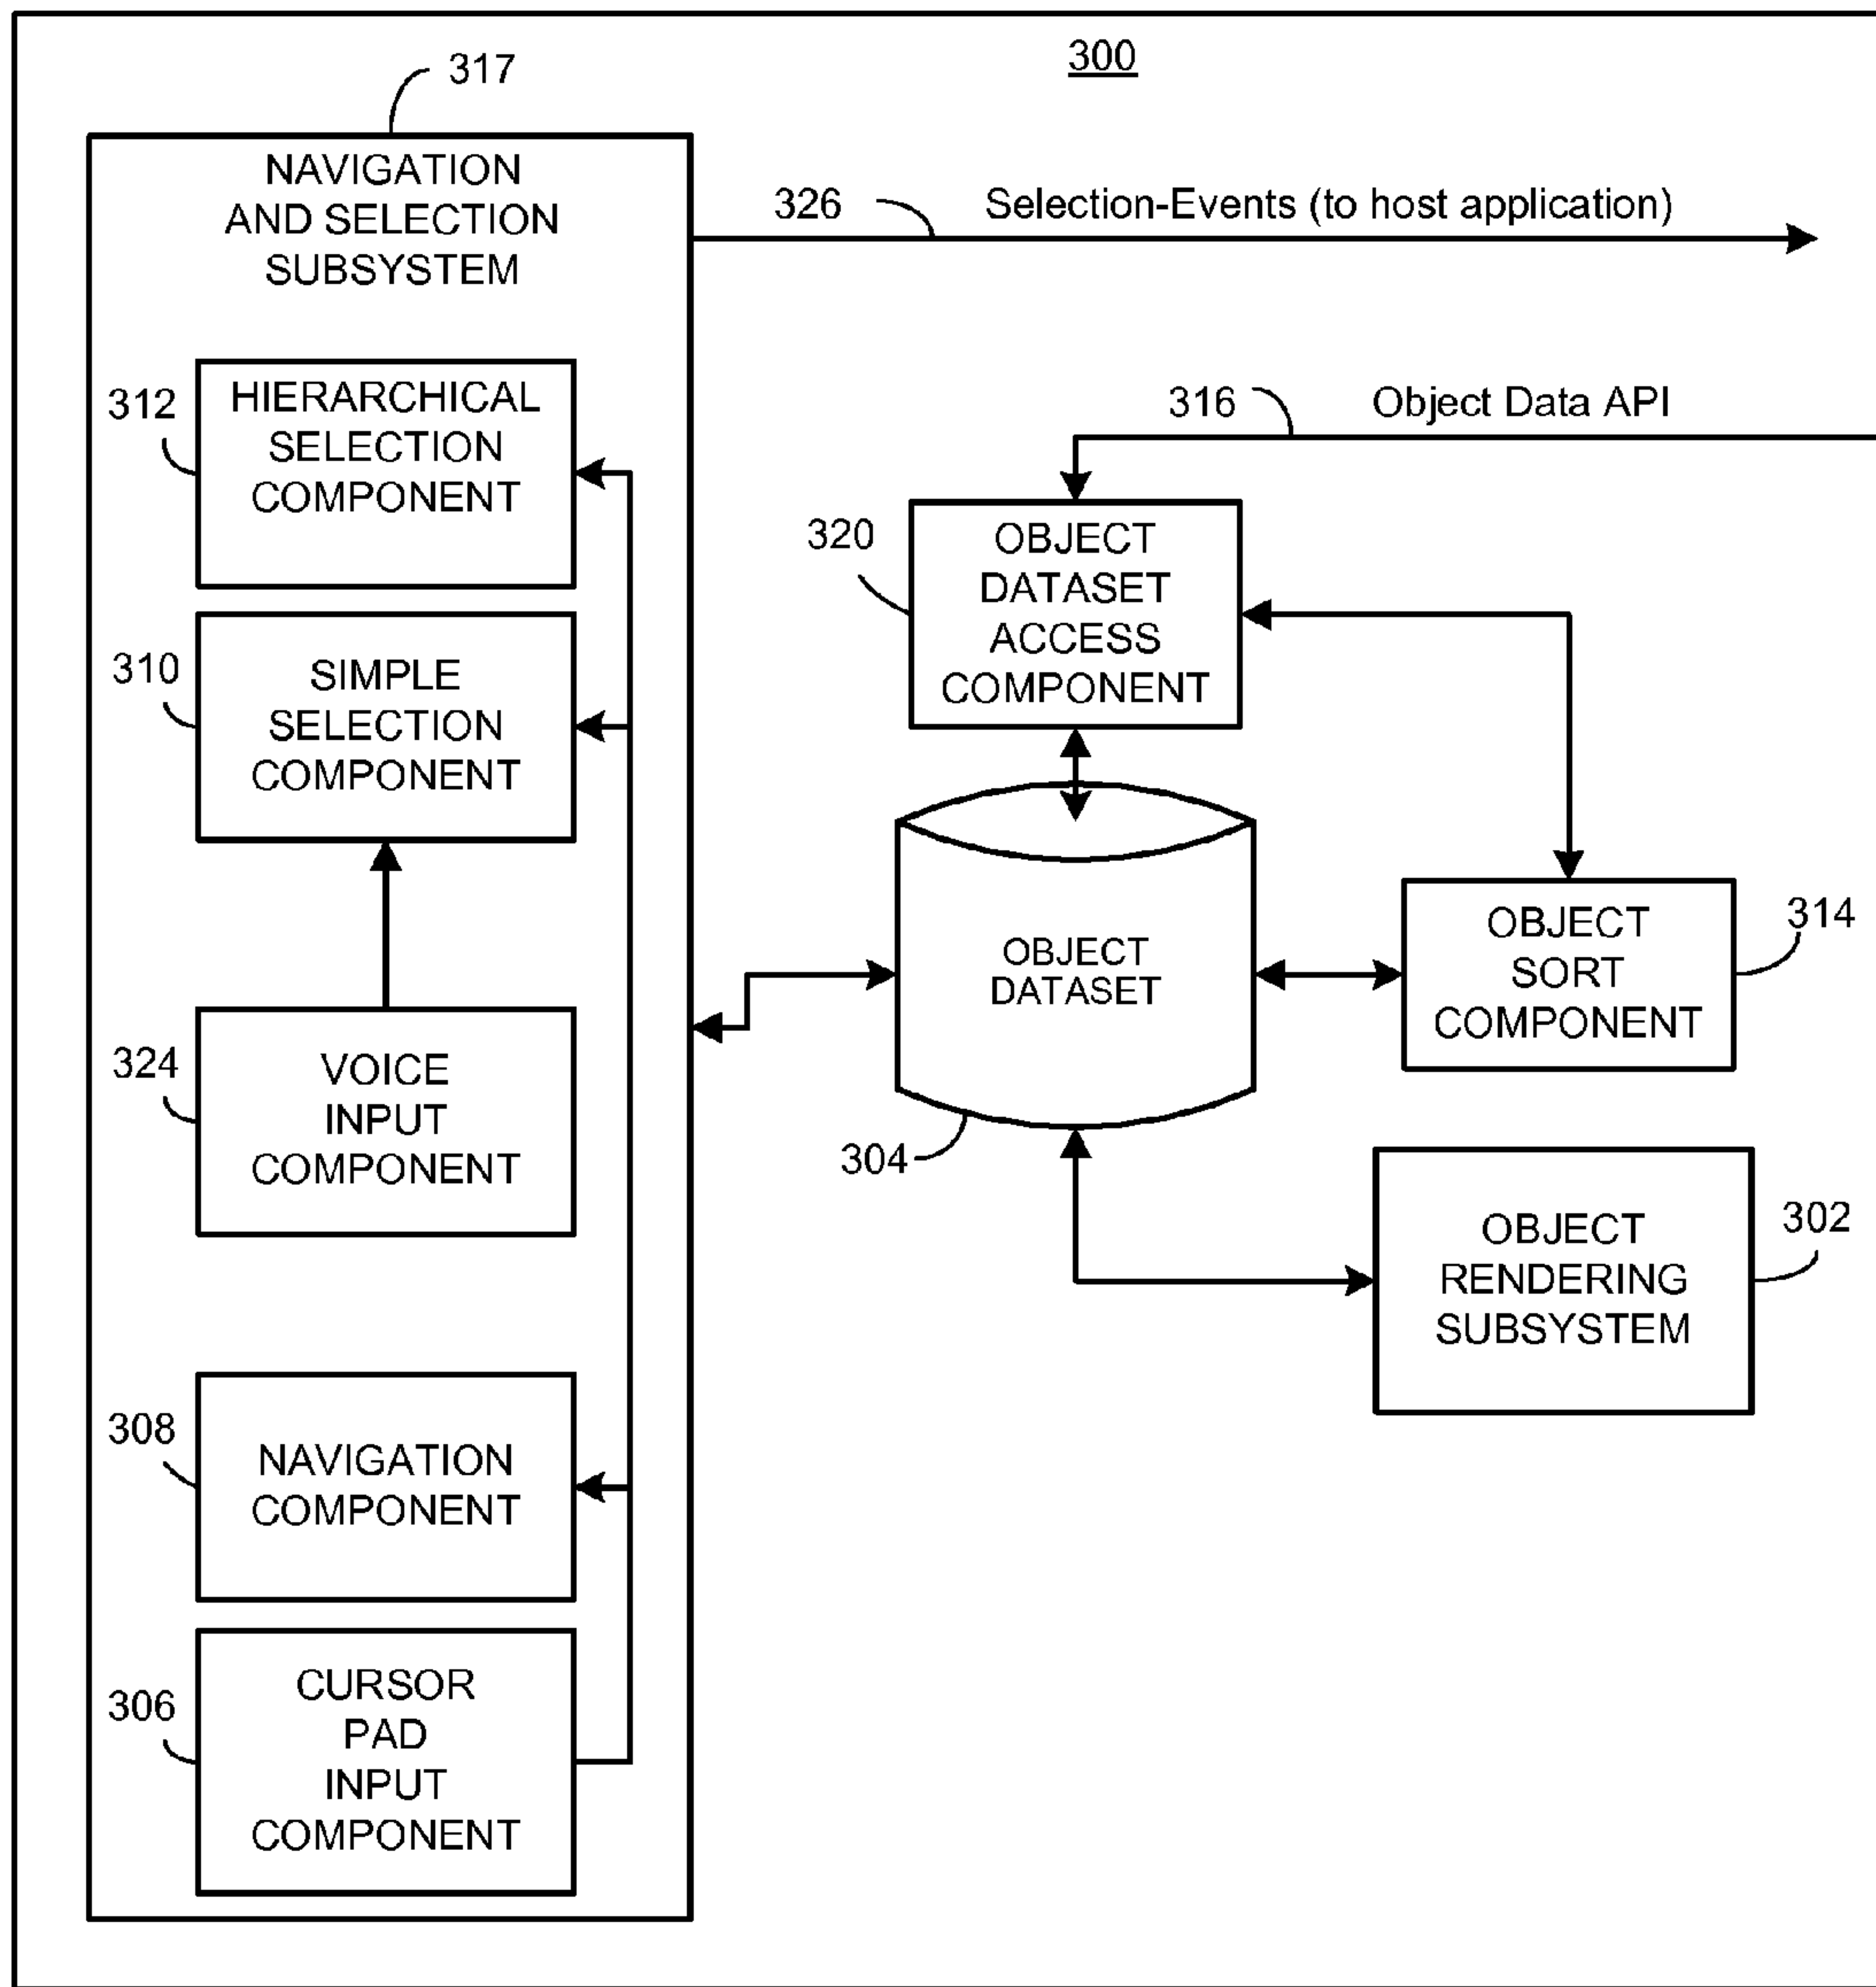 300
317
NAVIGATION
AND SELECTION
SUBSYSTEM
326
Selection-Events (to host application)
312
HIERARCHICAL
SELECTION
COMPONENT
316
Object Data API
320
OBJECT
DATASET
ACCESS
COMPONENT
310
SIMPLE
SELECTION
COMPONENT
OBJECT
DATASET
304
OBJECT
SORT
COMPONENT
314
324
VOICE
INPUT
COMPONENT
OBJECT
RENDERING
SUBSYSTEM
302
308
NAVIGATION
COMPONENT
306
CURSOR
PAD
INPUT
COMPONENT